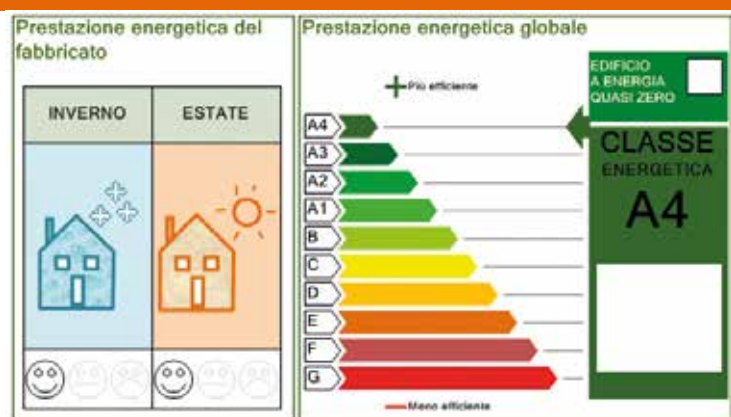 Prestazione energetica del
fabbricato
INVERNO
ESTATE
Prestazione energetica globale
Più efficiente
A4
A3
A2
A1
B
C
D
E
F
G
Meno efficiente
EDIFICIO
A ENERGIA
QUASI ZERO
CLASSE
ENERGETICA
A4